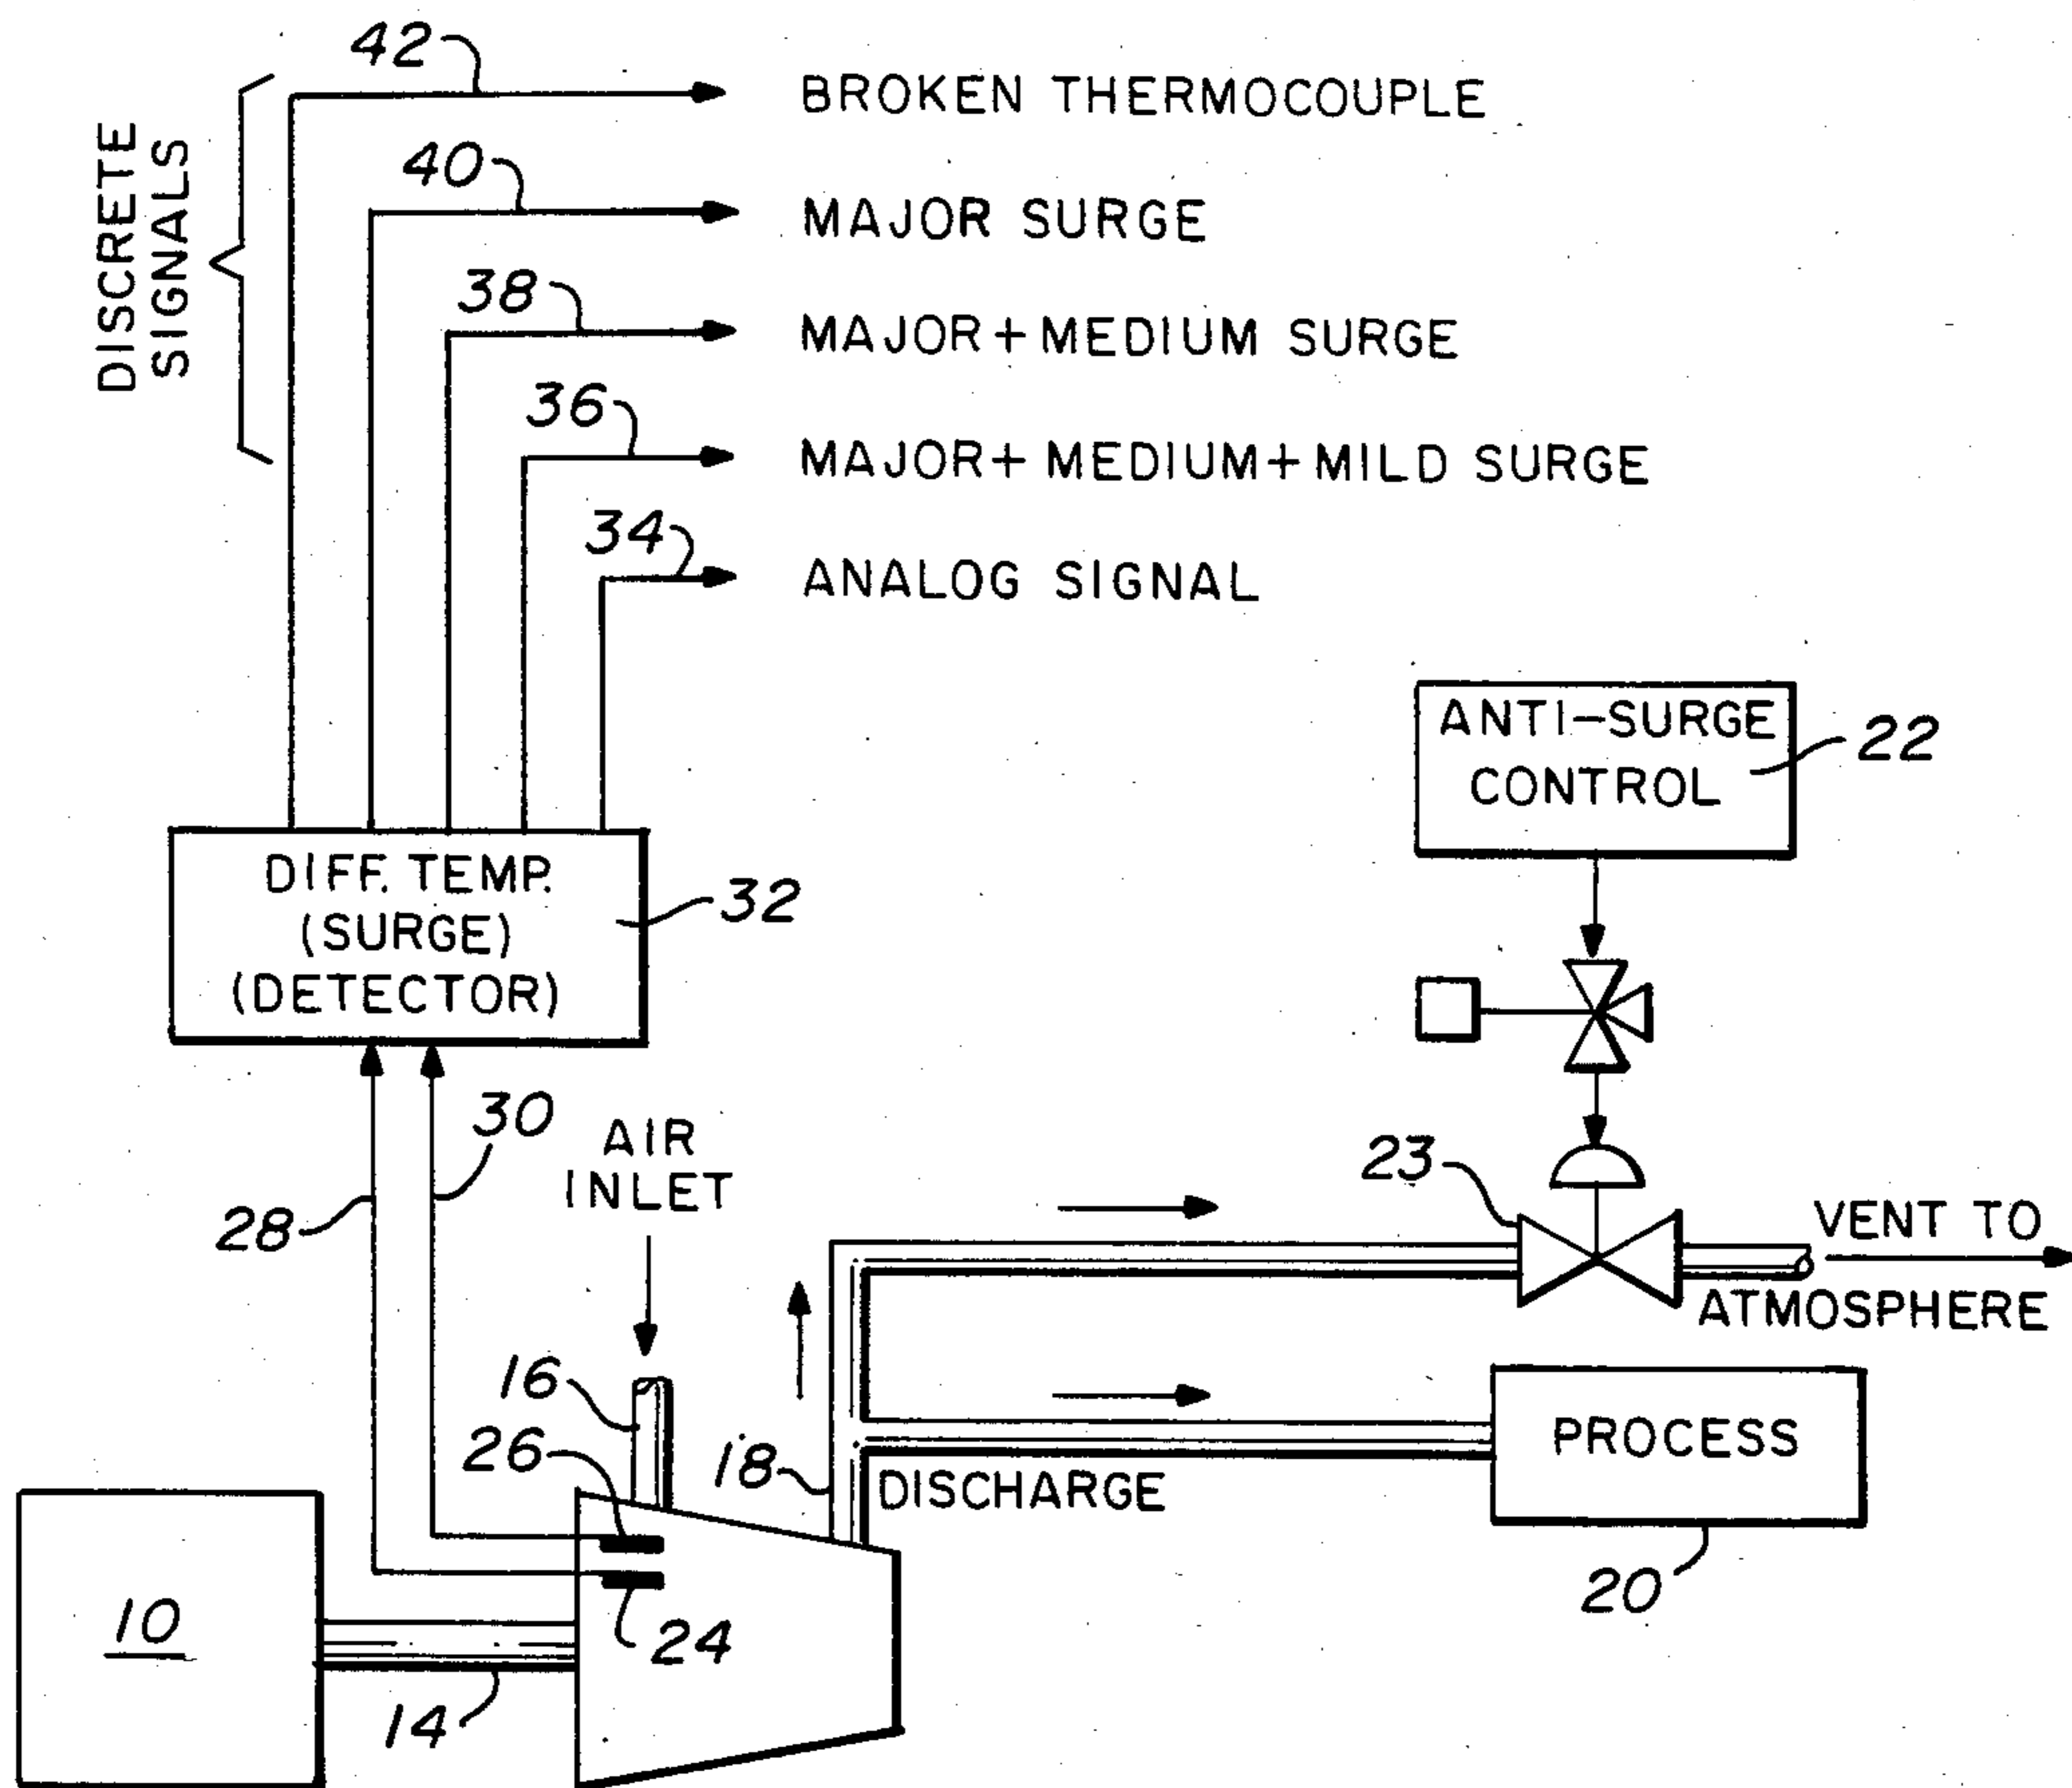 42
BROKEN THERMOCOUPLE
DISCRETE
SIGNALS
40
MAJOR SURGE
38
MAJOR+MEDIUM SURGE
36
MAJOR+ MEDIUM+MILD SURGE
34
ANALOG SIGNAL
ANTI-SURGE
CONTROL
22
DIFF. TEMP.
(SURGE)
(DETECTOR)
32
30
AIR
INLET
28
23
VENT TO
ATMOSPHERE
16
26
18
DISCHARGE
PROCESS
20
10
24
14